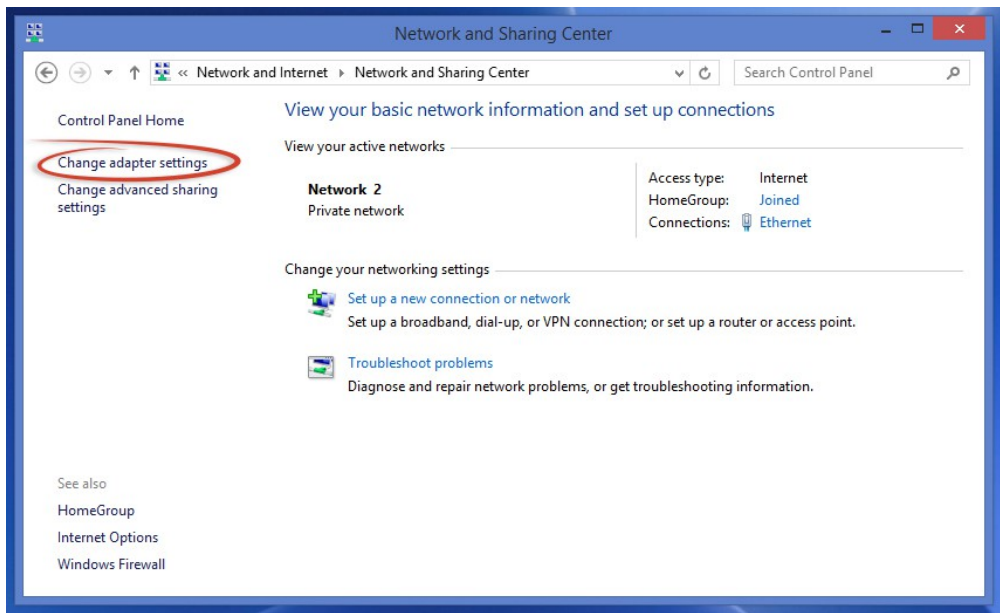 Network and Sharing Center
« Network and Internet Network and Sharing Center
Search Control Panel
Control Panel Home
Change adapter settings
Change advanced sharing
settings
View your basic network information and set up connections
View your active networks
Network 2
Private network
Access type: Internet
HomeGroup: Joined
Connections: Ethernet
Change your networking settings
Set up a new connection or network
Set up a broadband, dial-up, or VPN connection; or set up a router or access point.
Troubleshoot problems
Diagnose and repair network problems, or get troubleshooting information.
See also
HomeGroup
Internet Options
Windows Firewall